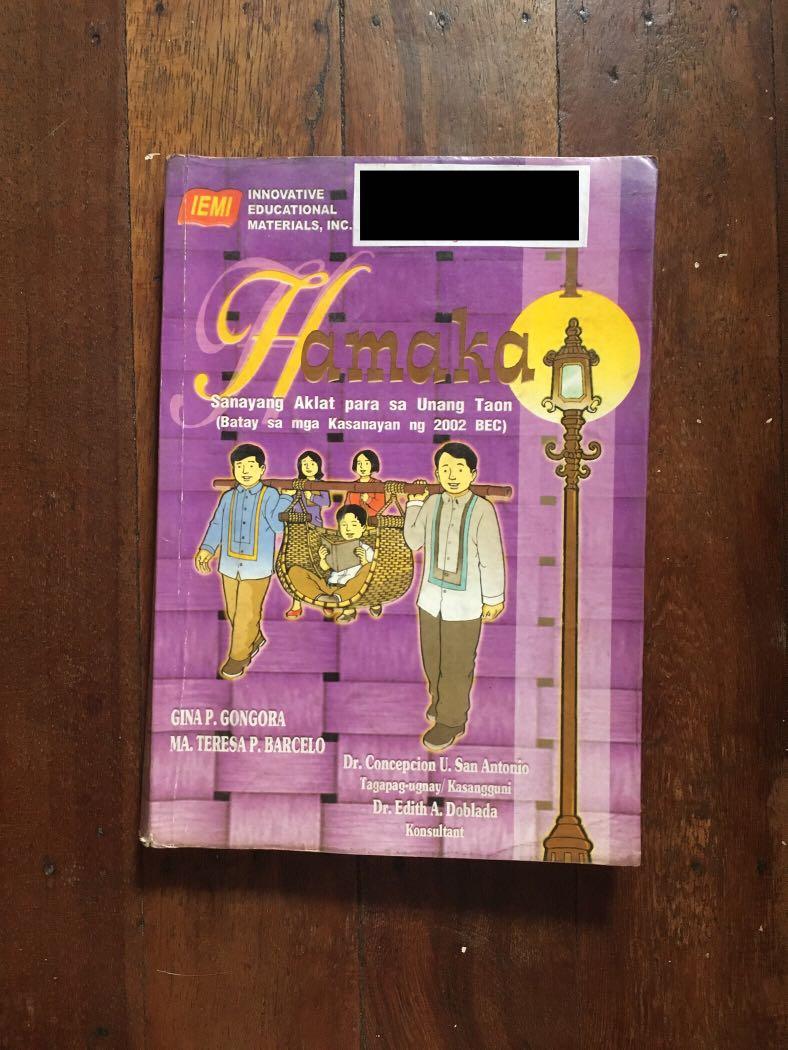 IEMI
INNOVATIVE
EDUCATIONAL
MATERIALS, INC.
Hamaka
Sanayang Aklat para sa Unang Taon
(Batay sa mga Kasanayan ng 2002 BEC)
GINA P. GONGORA
MA. TERESA P. BARCELO
Dr. Concepcion U. San Antonio
Tagapag-ugnay/ Kasangguni
Dr. Edith A. Doblada
Konsultant